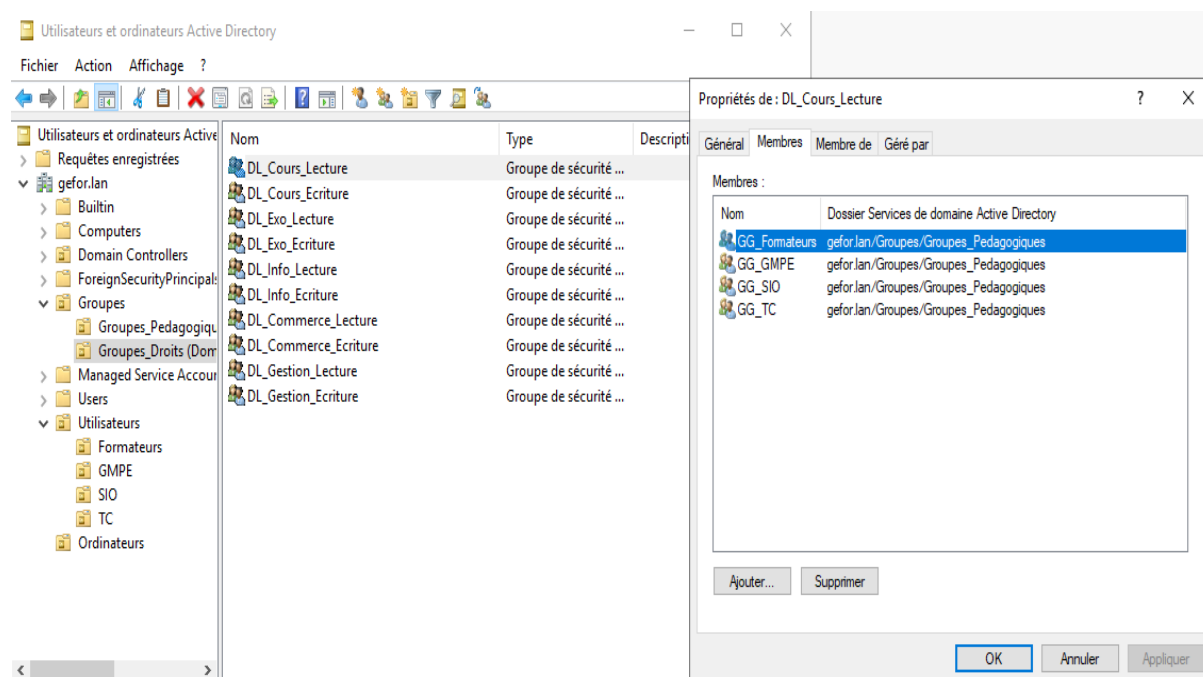 Utilisateurs et ordinateurs Active Directory
Fichier Action Affichage ?
Utilisateurs et ordinateurs Active
Requêtes enregistrées
gefor.lan
Builtin
Computers
Domain Controllers
ForeignSecurityPrincipals
Groupes
Groupes_Pedagogiqu
Groupes_Droits (Dom
Managed Service Accour
Users
Utilisateurs
Formateurs
GMPE
SIO
TC
Ordinateurs
Nom Type Descripti
DL_Cours_Lecture Groupe de sécurité ...
DL_Cours_Ecriture Groupe de sécurité ...
DL_Exo_Lecture Groupe de sécurité ...
DL_Exo_Ecriture Groupe de sécurité ...
DL_Info_Lecture Groupe de sécurité ...
DL_Info_Ecriture Groupe de sécurité ...
DL_Commerce_Lecture Groupe de sécurité ...
DL_Commerce_Ecriture Groupe de sécurité ...
DL_Gestion_Lecture Groupe de sécurité ...
DL_Gestion_Ecriture Groupe de sécurité ...
Propriétés de : DL_Cours_Lecture ? X
Général Membres Membre de Géré par
Membres :
Nom Dossier Services de domaine Active Directory
GG_Formateurs gefor.lan/Groupes/Groupes_Pedagogiques
GG_GMPE gefor.lan/Groupes/Groupes_Pedagogiques
GG_SIO gefor.lan/Groupes/Groupes_Pedagogiques
GG_TC gefor.lan/Groupes/Groupes_Pedagogiques
Ajouter... Supprimer
OK Annuler Appliquer